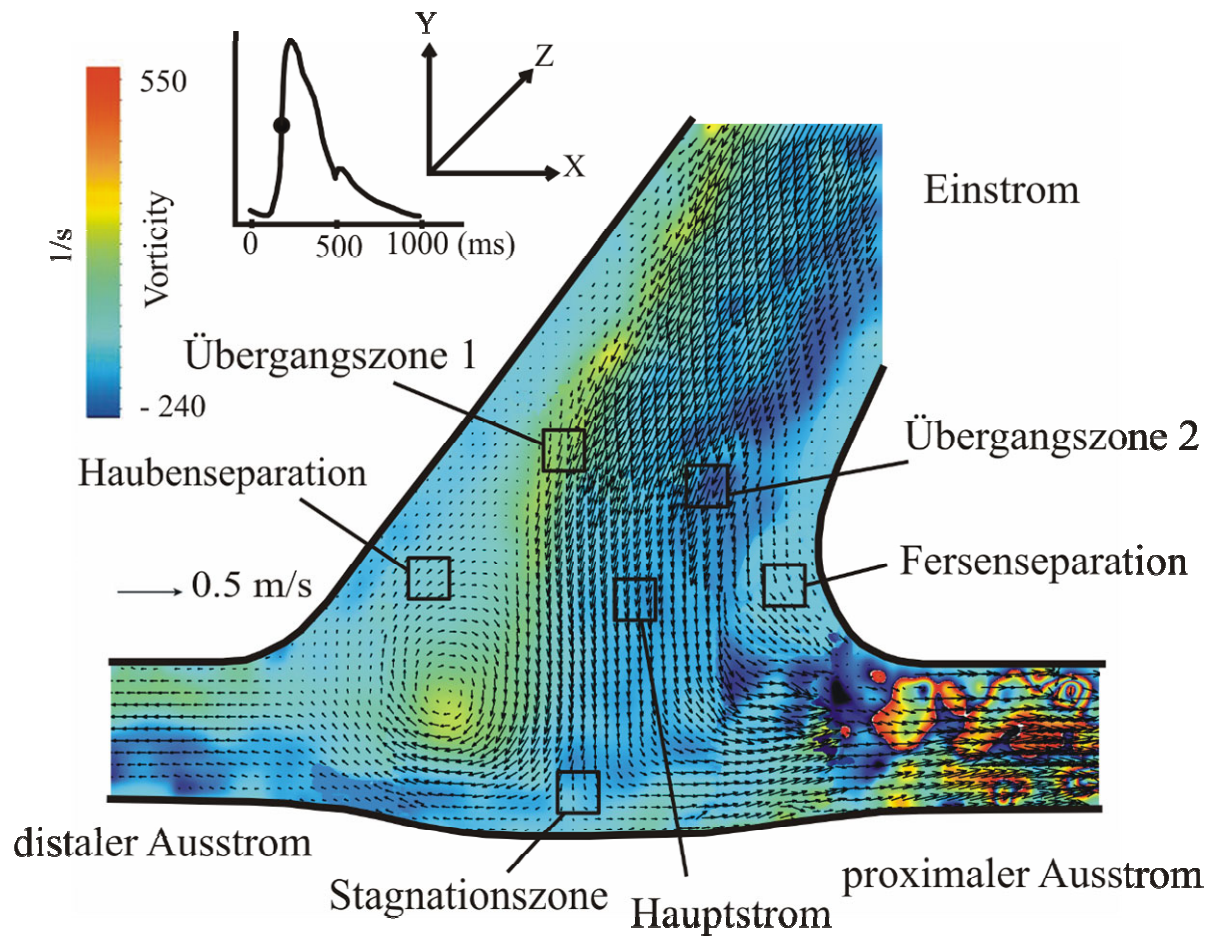 550
- 240
1/s
Vorticity
0
500
1000 (ms)
Y
Z
X
Einstrom
Übergangszone 1
Haubenseparation
Übergangszone 2
Fersenseparation
0.5 m/s
distaler Ausstrom
Stagnationszone
Hauptstrom
proximaler Ausstrom